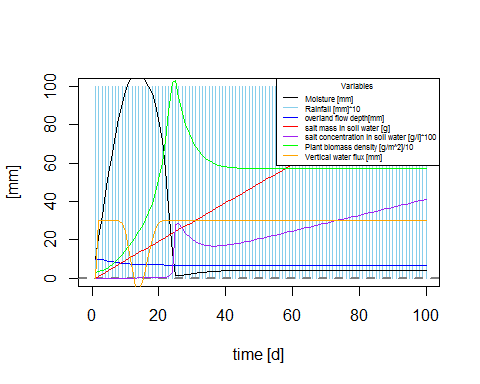 Variables
Moisture [mm]
Rainfall [mm]*10
overland flow depth[mm]
salt mass in soil water [g]
salt concentration in soil water [g/l]*100
Plant biomass density [g/m^2]/10
Vertical water flux [mm]
[mm]
100
80
60
40
20
0
0 20 40 60 80 100
time [d]